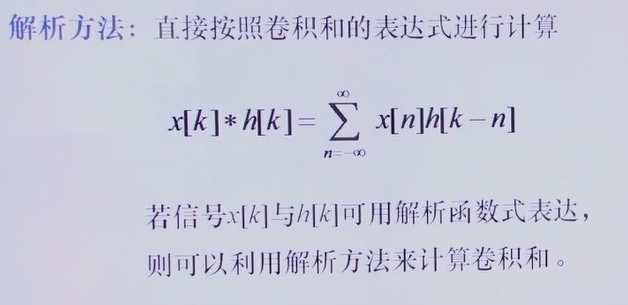 解析方法：直接按照卷积和的表达式进行计算
x[k]*h[k]=∑_{n=-∞}^{∞} x[n]h[k-n]
若信号x[k]与h[k]可用解析函数式表达，
则可以利用解析方法来计算卷积和。